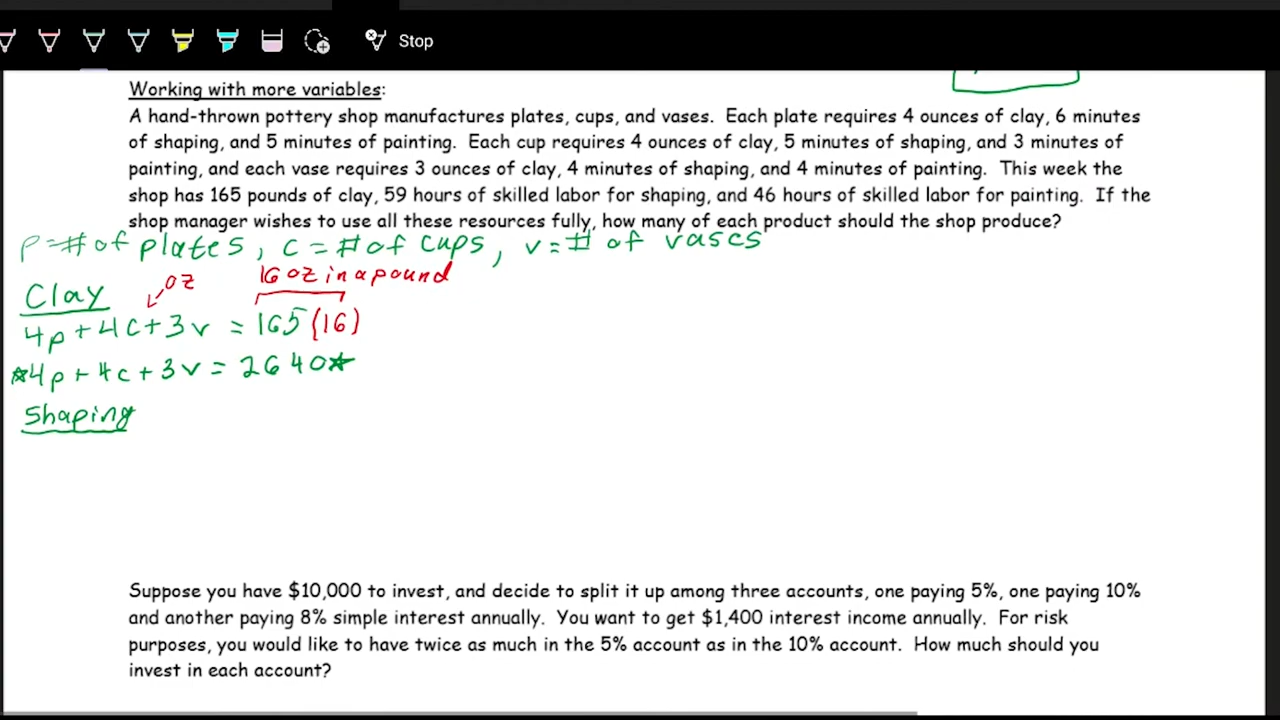 Stop
Working with more variables:
A hand-thrown pottery shop manufactures plates, cups, and vases. Each plate requires 4 ounces of clay, 6 minutes
of shaping, and 5 minutes of painting. Each cup requires 4 ounces of clay, 5 minutes of shaping, and 3 minutes of
painting, and each vase requires 3 ounces of clay, 4 minutes of shaping, and 4 minutes of painting. This week the
shop has 165 pounds of clay, 59 hours of skilled labor for shaping, and 46 hours of skilled labor for painting. If the
shop manager wishes to use all these resources fully, how many of each product should the shop produce?
p=# of plates, c=# of cups, v=# of vases
16 oz in a pound
oz
Clay
4p+4c+3v = 165(16)
*4p+4c+3v=2640*
Shaping
Suppose you have $10,000 to invest, and decide to split it up among three accounts, one paying 5%, one paying 10%
and another paying 8% simple interest annually. You want to get $1,400 interest income annually. For risk
purposes, you would like to have twice as much in the 5% account as in the 10% account. How much should you
invest in each account?